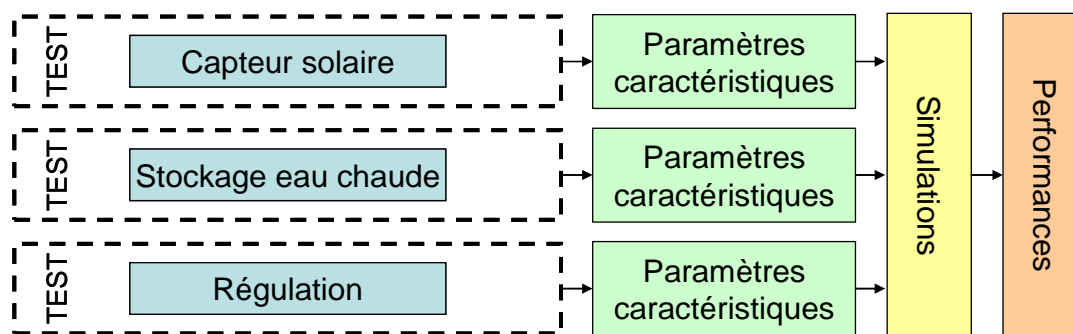 TEST
Capteur solaire
Paramètres
caractéristiques
TEST
Stockage eau chaude
Paramètres
caractéristiques
TEST
Régulation
Paramètres
caractéristiques
Simulations
Performances